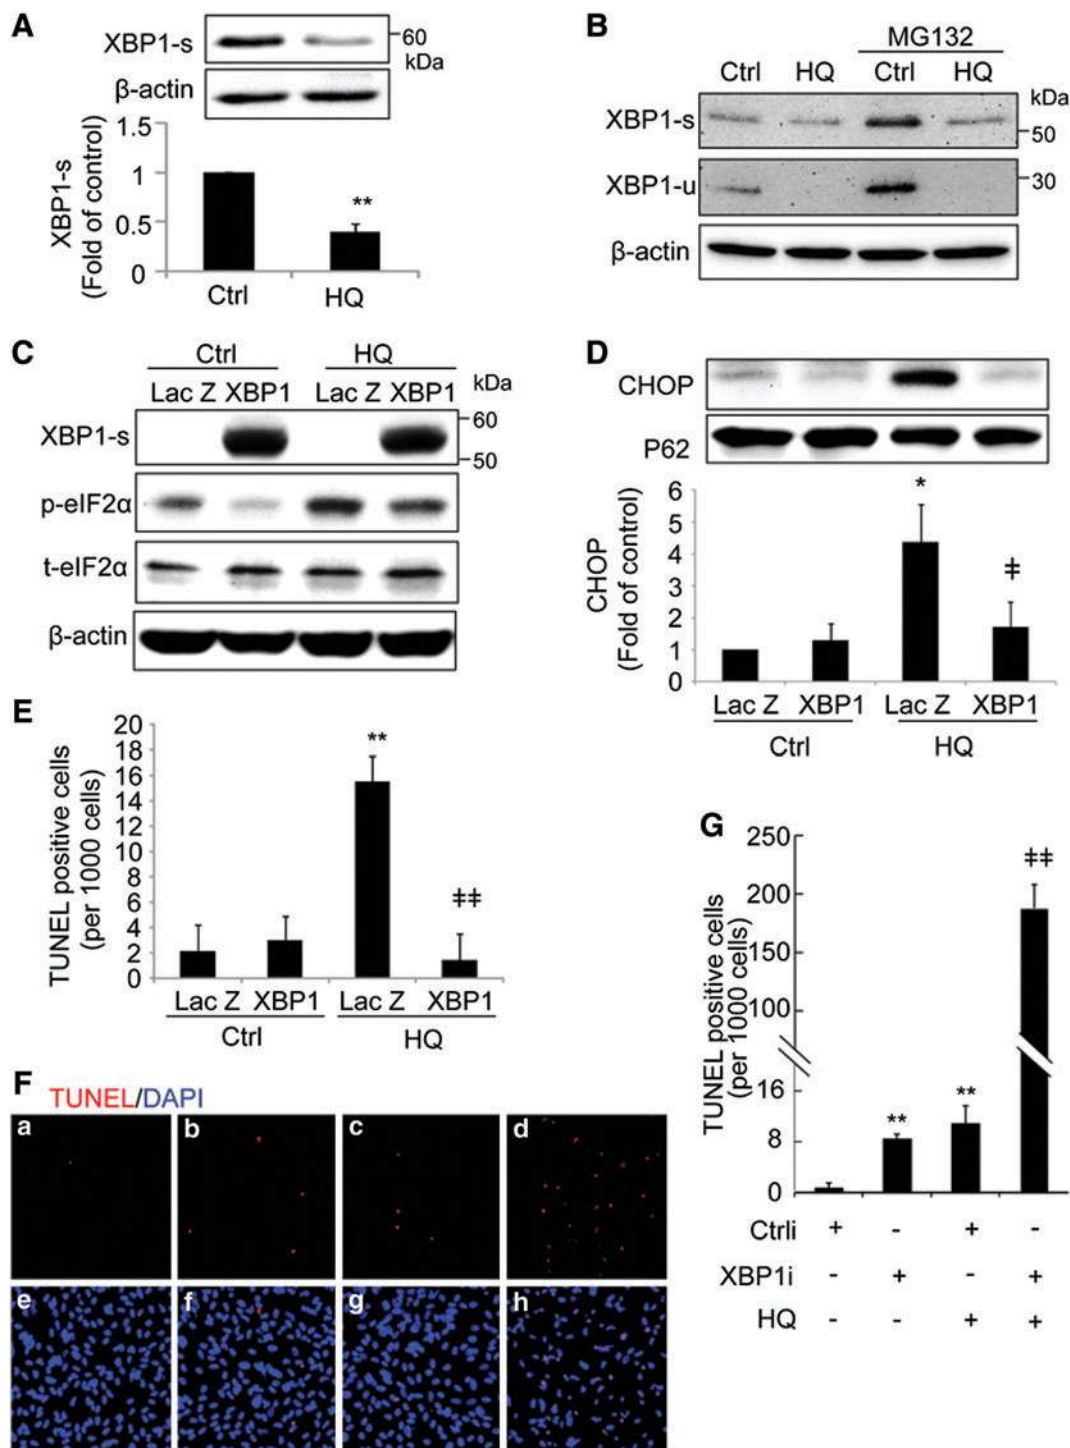 A
XBP1-s
60
kDa
β-actin
1.5
1
0.5
0
XBP1-s
(Fold of control)
**
Ctrl HQ
B
MG132
Ctrl HQ Ctrl HQ
kDa
XBP1-s
50
XBP1-u
30
β-actin
C
Ctrl HQ
Lac Z XBP1 Lac Z XBP1
kDa
XBP1-s
60
50
p-eIF2α
t-eIF2α
β-actin
D
CHOP
P62
6
5
4
3
2
1
0
CHOP
(Fold of control)
*
ǂ
Lac Z XBP1 Lac Z XBP1
Ctrl HQ
E
20
18
16
14
12
10
8
6
4
2
0
TUNEL positive cells
(per 1000 cells)
**
ǂǂ
Lac Z XBP1 Lac Z XBP1
Ctrl HQ
F
TUNEL/DAPI
a b c d
e f g h
G
250
200
150
100
16
8
0
TUNEL positive cells
(per 1000 cells)
**
**
ǂǂ
Ctrli + - + -
XBP1i - + - +
HQ - - + +